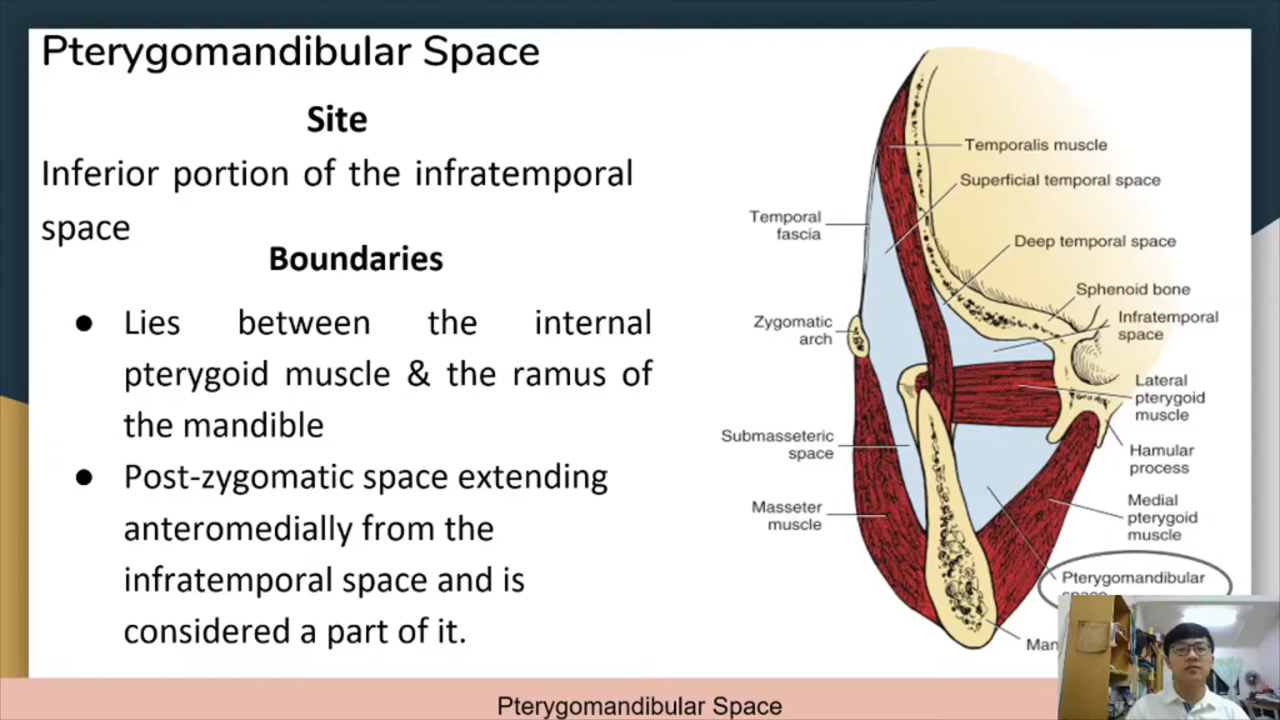 Pterygomandibular Space
Site
Inferior portion of the infratemporal
space
Boundaries
● Lies between the internal
pterygoid muscle & the ramus of
the mandible
● Post-zygomatic space extending
anteromedially from the
infratemporal space and is
considered a part of it.
Temporalis muscle
Superficial temporal space
Temporal
fascia
Deep temporal space
Sphenoid bone
Infratemporal
space
Zygomatic
arch
Lateral
pterygoid
muscle
Submasseteric
space
Hamular
process
Masseter
muscle
Medial
pterygoid
muscle
Pterygomandibular
Pterygomandibular Space